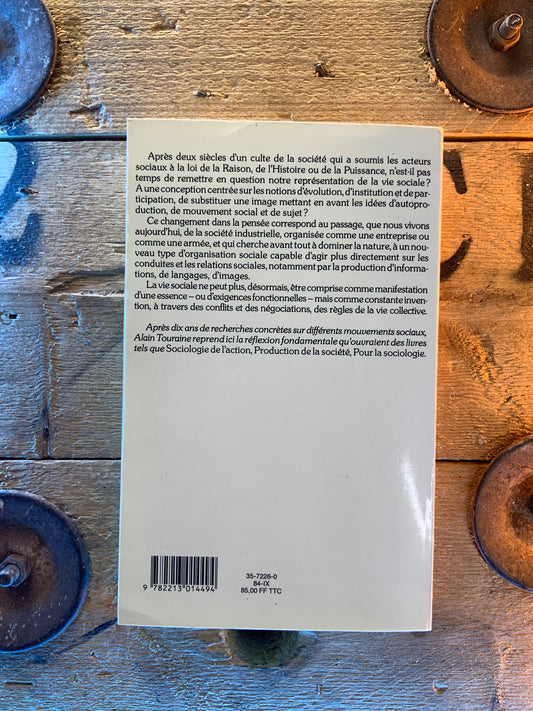 Après deux siècles d'un culte de la société qui a soumis les acteurs
sociaux à la loi de la Raison, de l'Histoire ou de la Puissance, n'est-il pas
temps de remettre en question notre représentation de la vie sociale ?
A une conception centrée sur les notions d'évolution, d'institution et de par-
ticipation, de substituer une image mettant en avant les idées d'autopro-
duction, de mouvement social et de sujet ?
Ce changement dans la pensée correspond au passage, que nous vivons
aujourd'hui, de la société industrielle, organisée comme une entreprise ou
comme une armée, et qui cherche avant tout à dominer la nature, à un nou-
veau type d'organisation sociale capable d'agir plus directement sur les
conduites et les relations sociales, notamment par la production d'informa-
tions, de langages, d'images.
La vie sociale ne peut plus, désormais, être comprise comme manifestation
d'une essence – ou d'exigences fonctionnelles – mais comme constante inven-
tion, à travers des conflits et des négociations, des règles de la vie collective.
Après dix ans de recherches concrètes sur différents mouvements sociaux,
Alain Touraine reprend ici la réflexion fondamentale qu'ouvraient des livres
tels que Sociologie de l'action, Production de la société, Pour la sociologie.
35-7226-0
84-IX
85,00 FF TTC
9 782213 014494